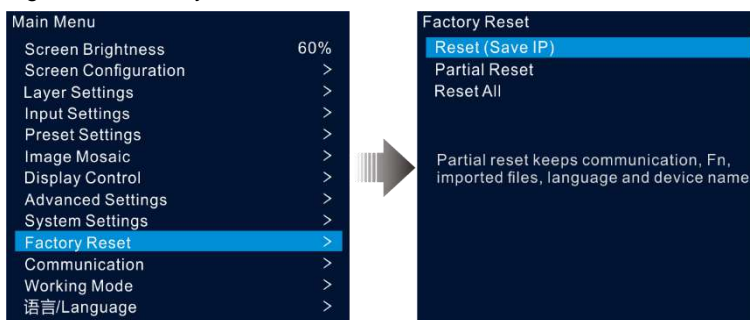 Main Menu
Screen Brightness 60%
Screen Configuration >
Layer Settings >
Input Settings >
Preset Settings >
Image Mosaic >
Display Control >
Advanced Settings >
System Settings >
Factory Reset >
Communication >
Working Mode >
语言/Language >
Factory Reset
Reset (Save IP)
Partial Reset
Reset All
Partial reset keeps communication, Fn,
imported files, language and device name